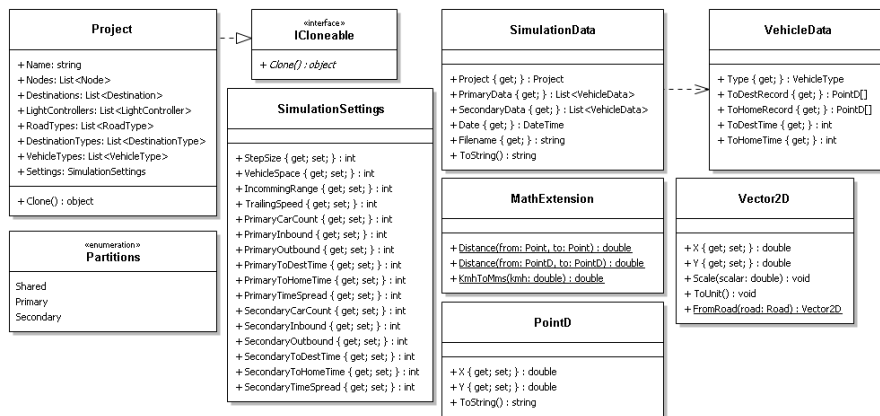 Project
+ Name: string
+ Nodes: List<Node>
+ Destinations: List<Destination>
+ LightControllers: List<LightController>
+ RoadTypes: List<RoadType>
+ DestinationTypes: List<DestinationType>
+ VehicleTypes: List<VehicleType>
+ Settings: SimulationSettings
+ Clone() : object
«interface»
ICloneable
+ Clone() : object
«enumeration»
Partitions
Shared
Primary
Secondary
SimulationSettings
+ StepSize { get; set; } : int
+ VehicleSpace { get; set; } : int
+ IncommingRange { get; set; } : int
+ TrailingSpeed { get; set; } : int
+ PrimaryCarCount { get; set; } : int
+ PrimaryInbound { get; set; } : int
+ PrimaryOutbound { get; set; } : int
+ PrimaryToDestTime { get; set; } : int
+ PrimaryToHomeTime { get; set; } : int
+ PrimaryTimeSpread { get; set; } : int
+ SecondaryCarCount { get; set; } : int
+ SecondaryInbound { get; set; } : int
+ SecondaryOutbound { get; set; } : int
+ SecondaryToDestTime { get; set; } : int
+ SecondaryToHomeTime { get; set; } : int
+ SecondaryTimeSpread { get; set; } : int
SimulationData
+ Project { get; } : Project
+ PrimaryData { get; } : List<VehicleData>
+ SecondaryData { get; } : List<VehicleData>
+ Date { get; } : DateTime
+ Filename { get; } : string
+ ToString() : string
VehicleData
+ Type { get; } : VehicleType
+ ToDestRecord { get; } : PointD[]
+ ToHomeRecord { get; } : PointD[]
+ ToDestTime { get; } : int
+ ToHomeTime { get; } : int
MathExtension
+ Distance(from: Point, to: Point) : double
+ Distance(from: PointD, to: PointD) : double
+ KmhToMms(kmh: double) : double
Vector2D
+ X { get; set; } : double
+ Y { get; set; } : double
+ Scale(scalar: double) : void
+ ToUnit() : void
+ FromRoad(road: Road) : Vector2D
PointD
+ X { get; set; } : double
+ Y { get; set; } : double
+ ToString() : string